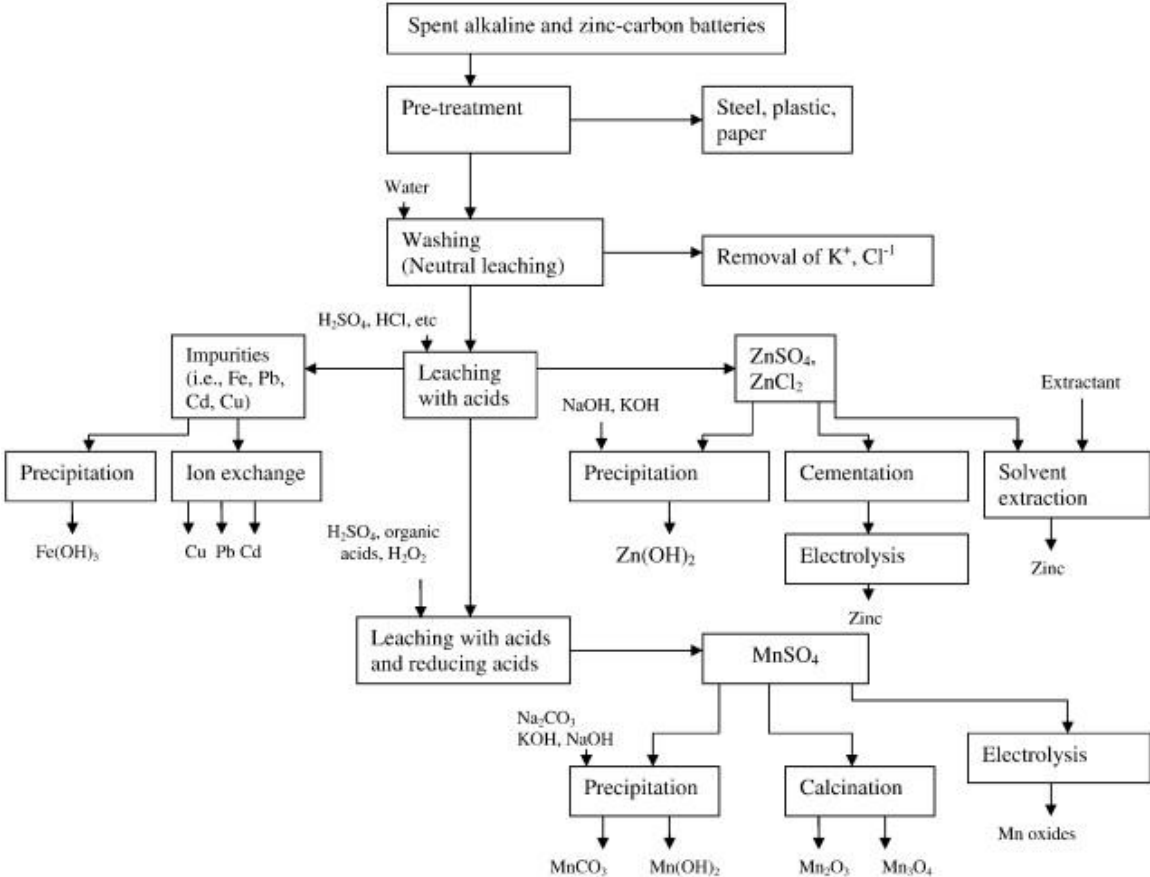 Spent alkaline and zinc-carbon batteries
Pre-treatment
Steel, plastic,
paper
Water
Washing
(Neutral leaching)
Removal of K⁺, Cl⁻¹
H₂SO₄, HCl, etc
Impurities
(i.e., Fe, Pb,
Cd, Cu)
Leaching
with acids
ZnSO₄,
ZnCl₂
Extractant
NaOH, KOH
Precipitation
Ion exchange
Precipitation
Cementation
Solvent
extraction
Fe(OH)₃
Cu Pb Cd
H₂SO₄, organic
acids, H₂O₂
Zn(OH)₂
Electrolysis
Zinc
Zinc
Leaching with acids
and reducing acids
MnSO₄
Na₂CO₃
KOH, NaOH
Precipitation
Calcination
Electrolysis
MnCO₃
Mn(OH)₂
Mn₂O₃
Mn₃O₄
Mn oxides